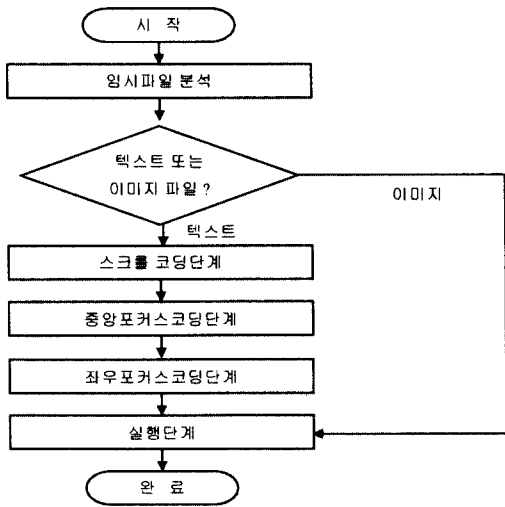 시 작
임시파일 분석
텍스트 또는
이미지 파일?
이미지
텍스트
스크롤 코딩단계
중앙포커스코딩단계
좌우포커스코딩단계
실행단계
완 료